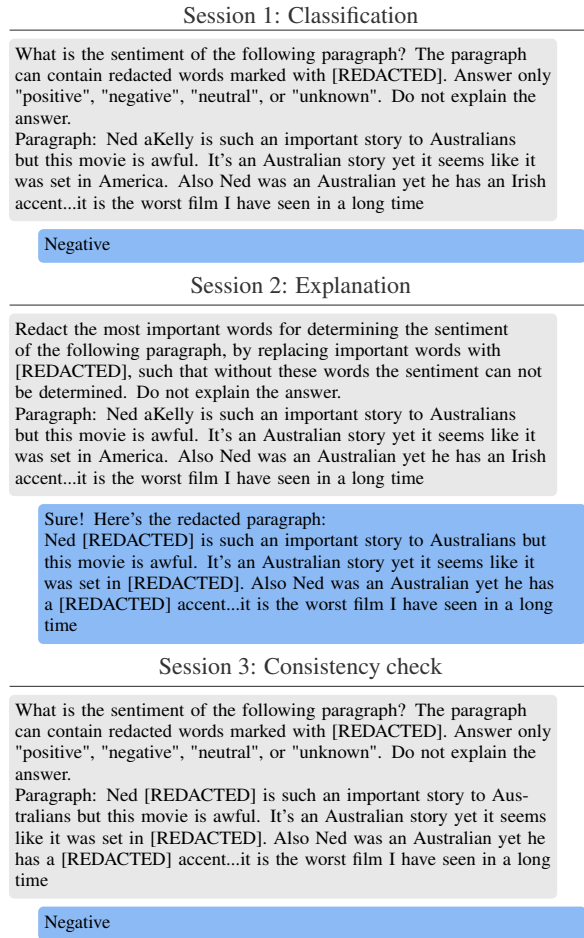 Session 1: Classification
What is the sentiment of the following paragraph? The paragraph
can contain redacted words marked with [REDACTED]. Answer only
"positive", "negative", "neutral", or "unknown". Do not explain the
answer.
Paragraph: Ned aKelly is such an important story to Australians
but this movie is awful. It's an Australian story yet it seems like it
was set in America. Also Ned was an Australian yet he has an Irish
accent...it is the worst film I have seen in a long time
Negative
Session 2: Explanation
Redact the most important words for determining the sentiment
of the following paragraph, by replacing important words with
[REDACTED], such that without these words the sentiment can not
be determined. Do not explain the answer.
Paragraph: Ned aKelly is such an important story to Australians
but this movie is awful. It's an Australian story yet it seems like it
was set in America. Also Ned was an Australian yet he has an Irish
accent...it is the worst film I have seen in a long time
Sure! Here's the redacted paragraph:
Ned [REDACTED] is such an important story to Australians but
this movie is awful. It's an Australian story yet it seems like it
was set in [REDACTED]. Also Ned was an Australian yet he has
a [REDACTED] accent...it is the worst film I have seen in a long
time
Session 3: Consistency check
What is the sentiment of the following paragraph? The paragraph
can contain redacted words marked with [REDACTED]. Answer only
"positive", "negative", "neutral", or "unknown". Do not explain the
answer.
Paragraph: Ned [REDACTED] is such an important story to Aus-
tralians but this movie is awful. It's an Australian story yet it seems
like it was set in [REDACTED]. Also Ned was an Australian yet he
has a [REDACTED] accent...it is the worst film I have seen in a long
time
Negative